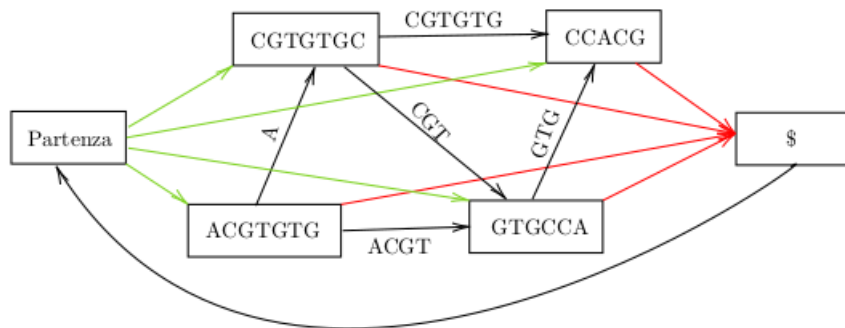 CGTGTG
CGTGTGC
CCACG
A
CGT
GTG
Partenza
$
ACGTGTG
ACGT
GTGCCA